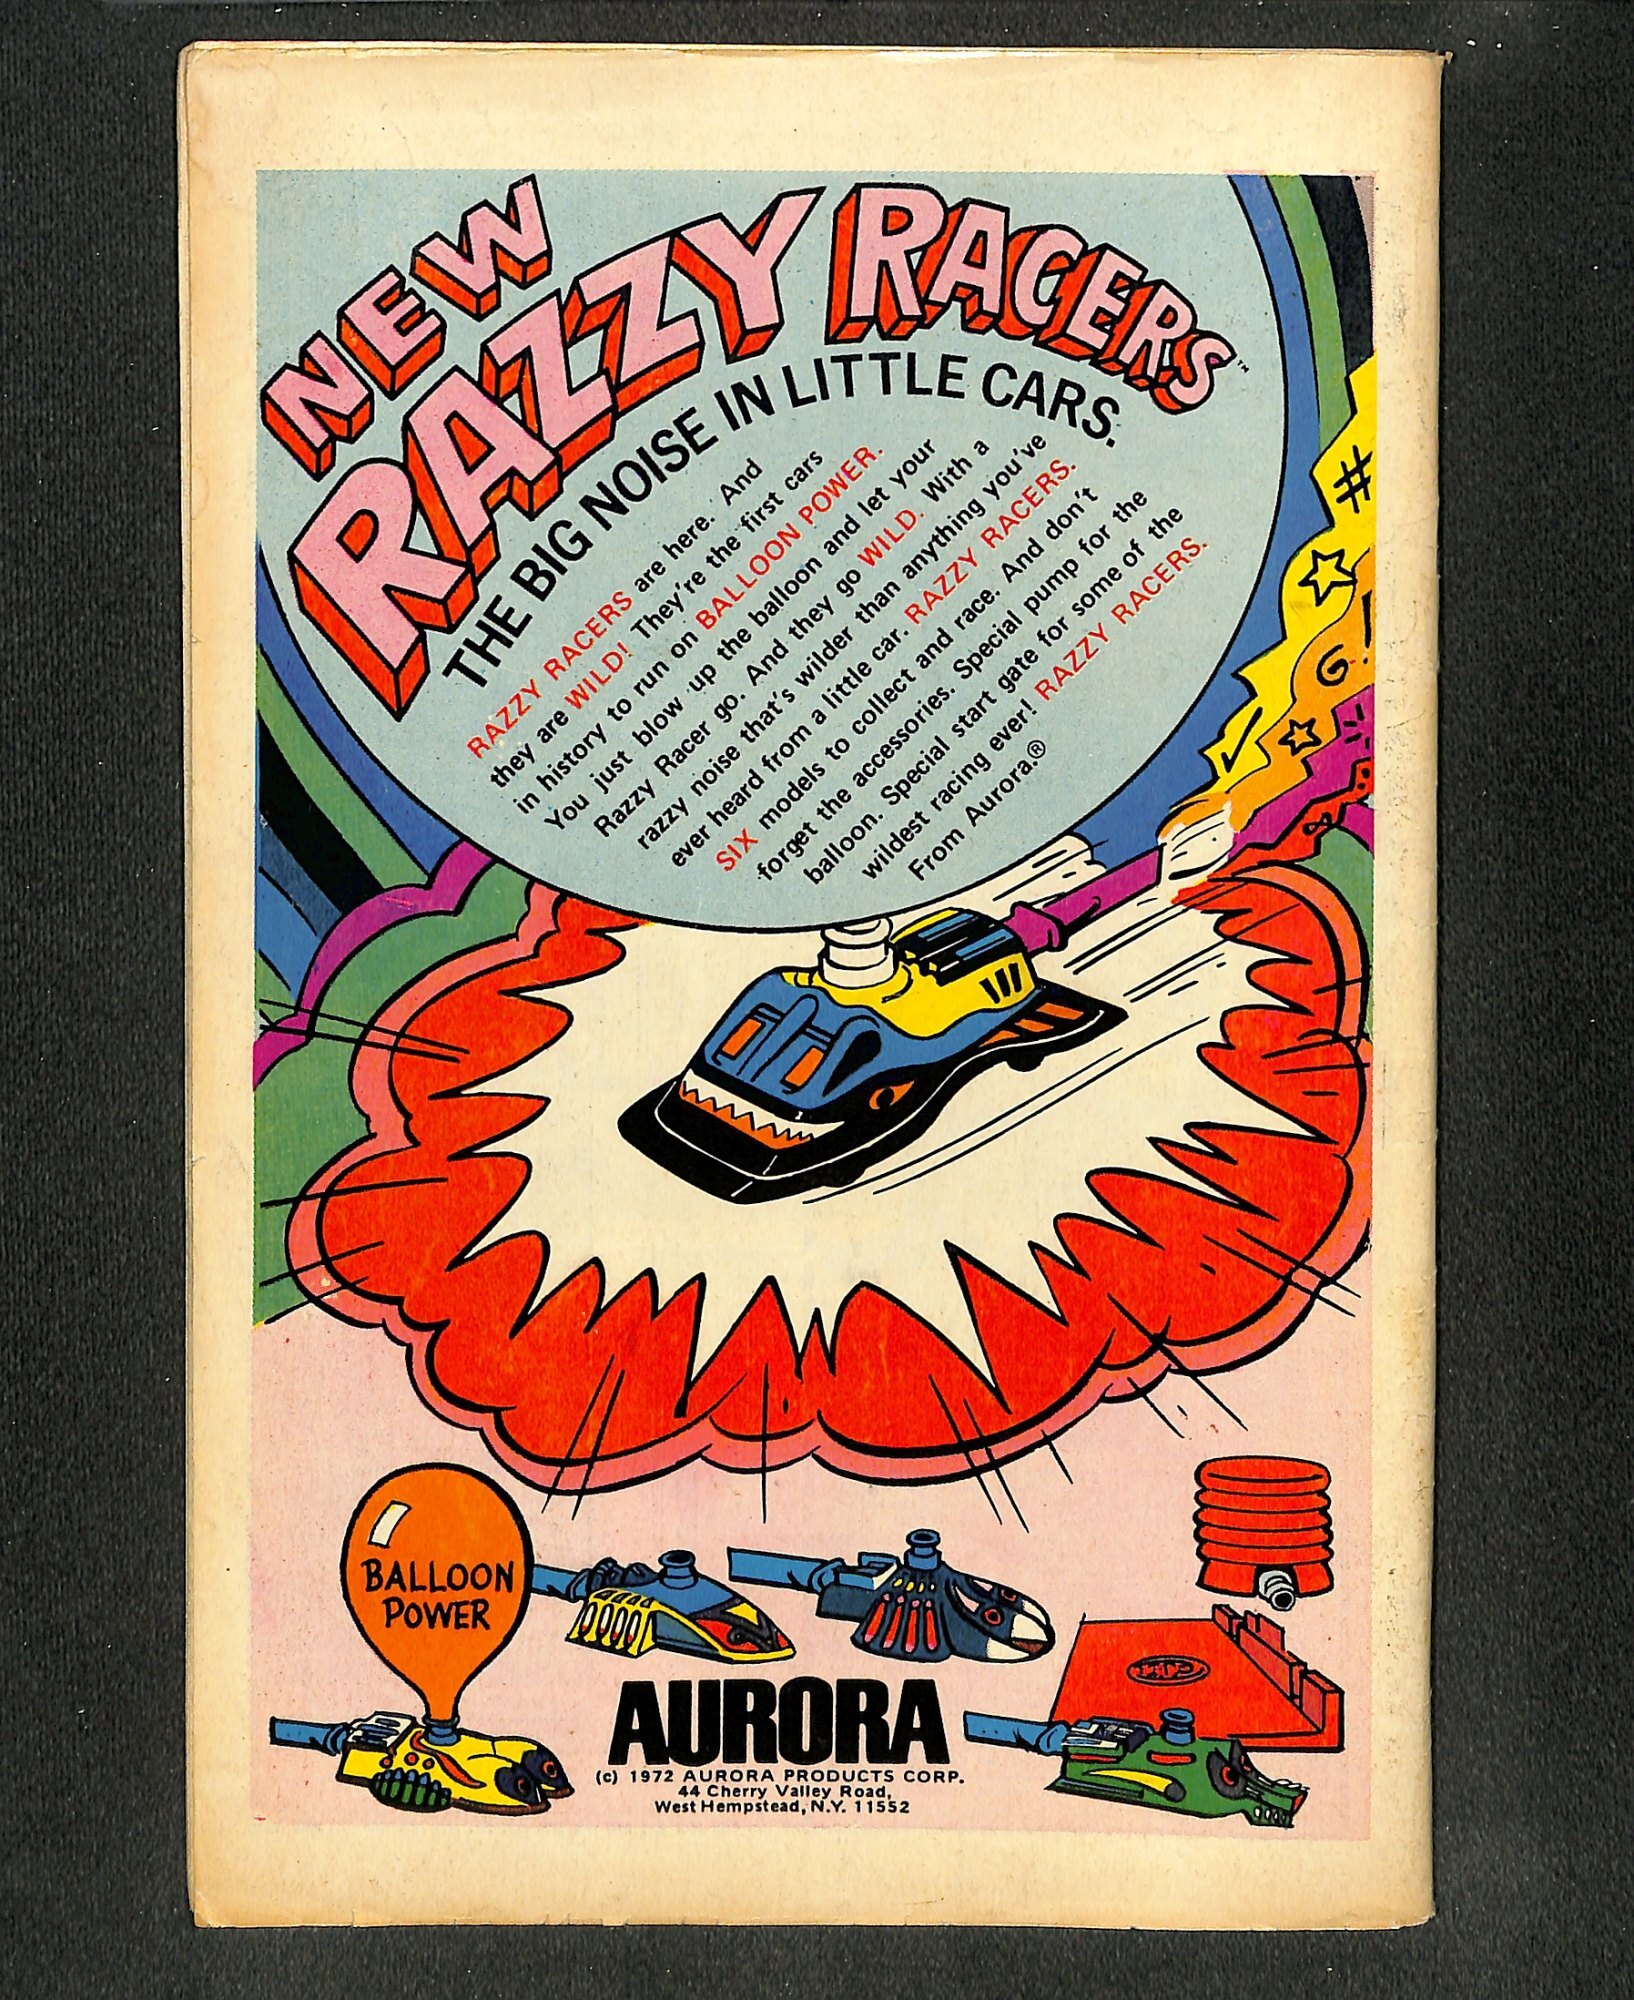 NEW
RAZZY RACERS™
THE BIG NOISE IN LITTLE CARS.
RAZZY RACERS are here. And
they are WILD! They're the first cars
in history to run on BALLOON POWER.
You just blow up the balloon and let your
Razzy Racer go. And they go WILD. With a
razzy noise that's wilder than anything you've
ever heard from a little car. RAZZY RACERS.
SIX models to collect and race. And don't
forget the accessories. Special pump for the
balloon. Special start gate for some of the
wildest racing ever! RAZZY RACERS.
From Aurora.®
#
G!
BALLOON
POWER
AURORA
(c) 1972 AURORA PRODUCTS CORP.
44 Cherry Valley Road,
West Hempstead, N.Y. 11552